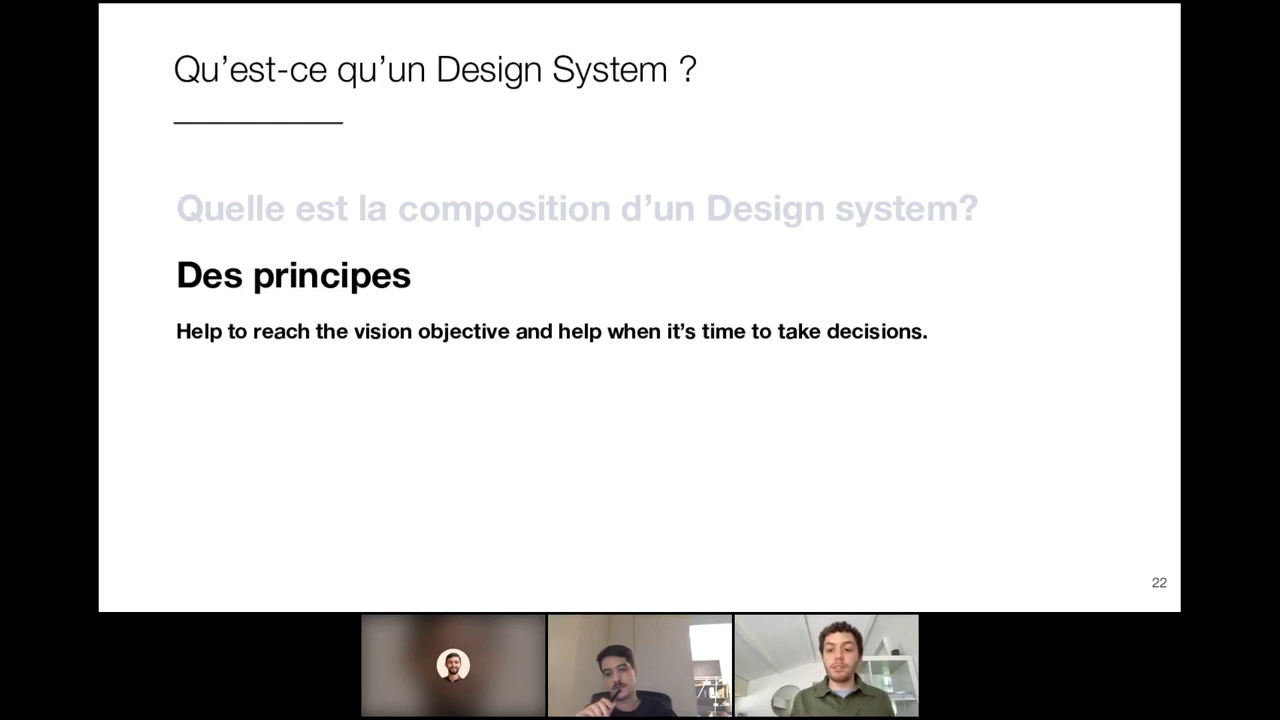 Qu’est-ce qu’un Design System ?
Quelle est la composition d’un Design system?
Des principes
Help to reach the vision objective and help when it’s time to take decisions.
22